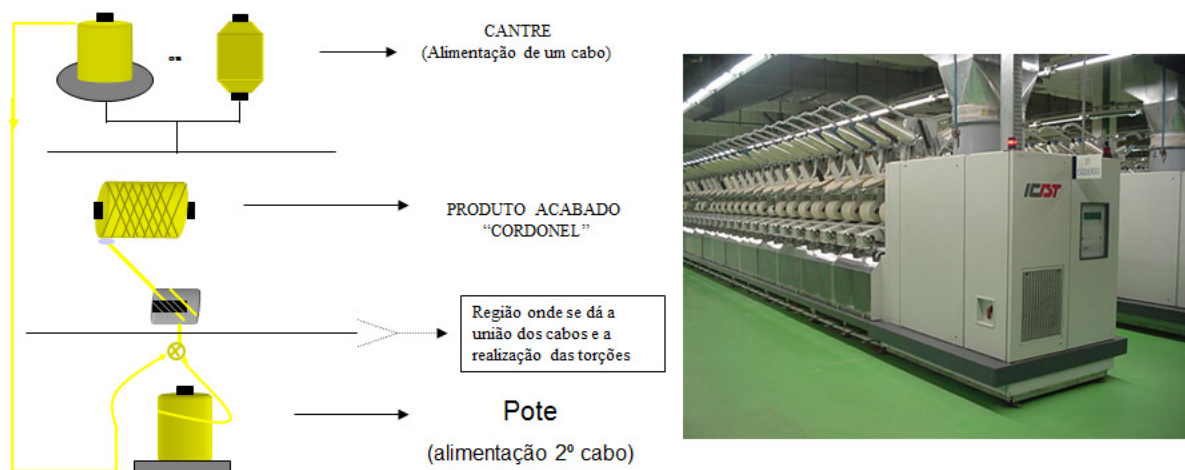 CANTRE
(Alimentação de um cabo)
PRODUTO ACABADO
“CORDONEL”
Região onde se dá a
união dos cabos e a
realização das torções
Pote
(alimentação 2º cabo)
ICBT
ESQUERDO